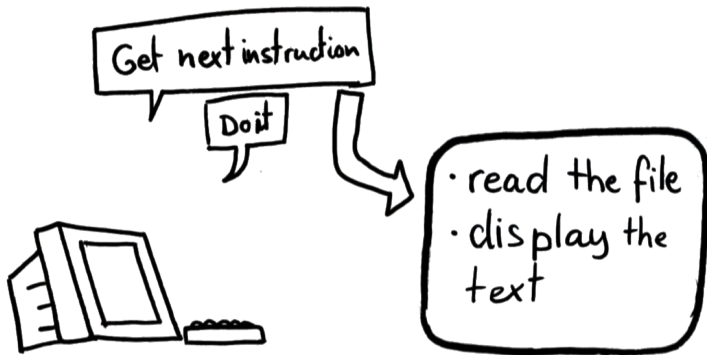 Get next instruction
Do it
· read the file
· display the
text